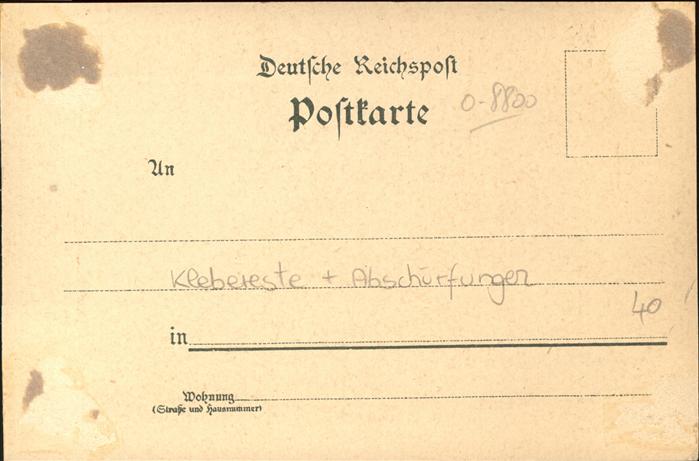 Deutſche Reichspoſt
Poſtkarte
0-8800
An
Klebereste + Abschürfungen
40
in
Wohnung
(Straße und Hausnummer)